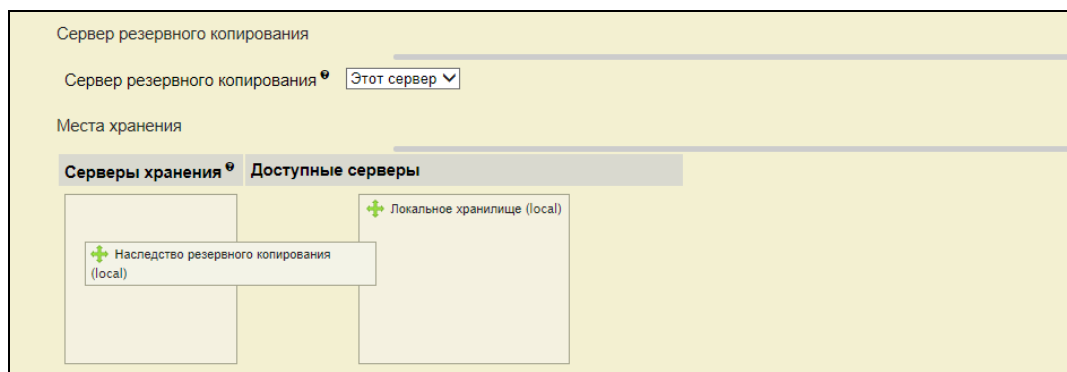 Сервер резервного копирования
Сервер резервного копирования Этот сервер
Места хранения
Серверы хранения Доступные серверы
Локальное хранилище (local)
Наследство резервного копирования
(local)